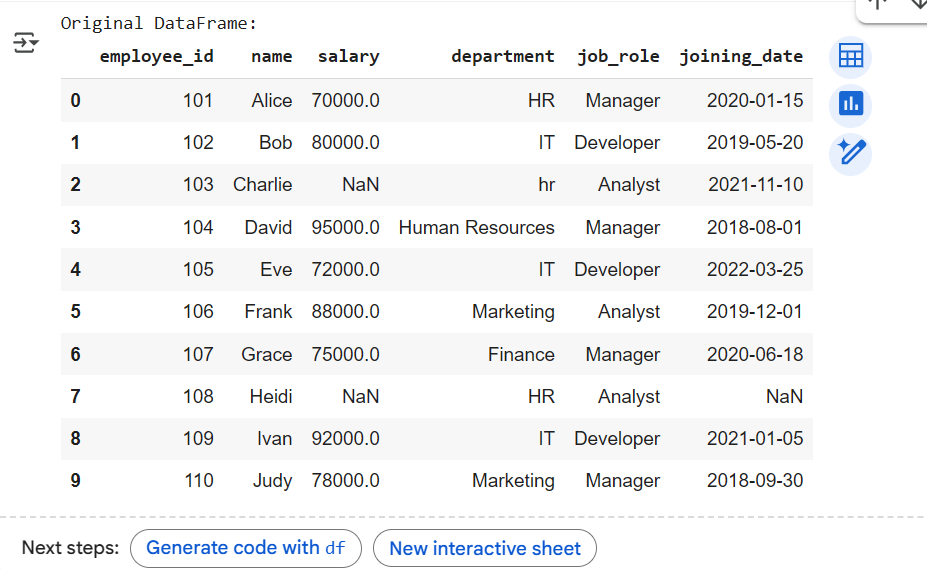 Original DataFrame:
employee_id name salary department job_role joining_date
0 101 Alice 70000.0 HR Manager 2020-01-15
1 102 Bob 80000.0 IT Developer 2019-05-20
2 103 Charlie NaN hr Analyst 2021-11-10
3 104 David 95000.0 Human Resources Manager 2018-08-01
4 105 Eve 72000.0 IT Developer 2022-03-25
5 106 Frank 88000.0 Marketing Analyst 2019-12-01
6 107 Grace 75000.0 Finance Manager 2020-06-18
7 108 Heidi NaN HR Analyst NaN
8 109 Ivan 92000.0 IT Developer 2021-01-05
9 110 Judy 78000.0 Marketing Manager 2018-09-30
Next steps: Generate code with df New interactive sheet